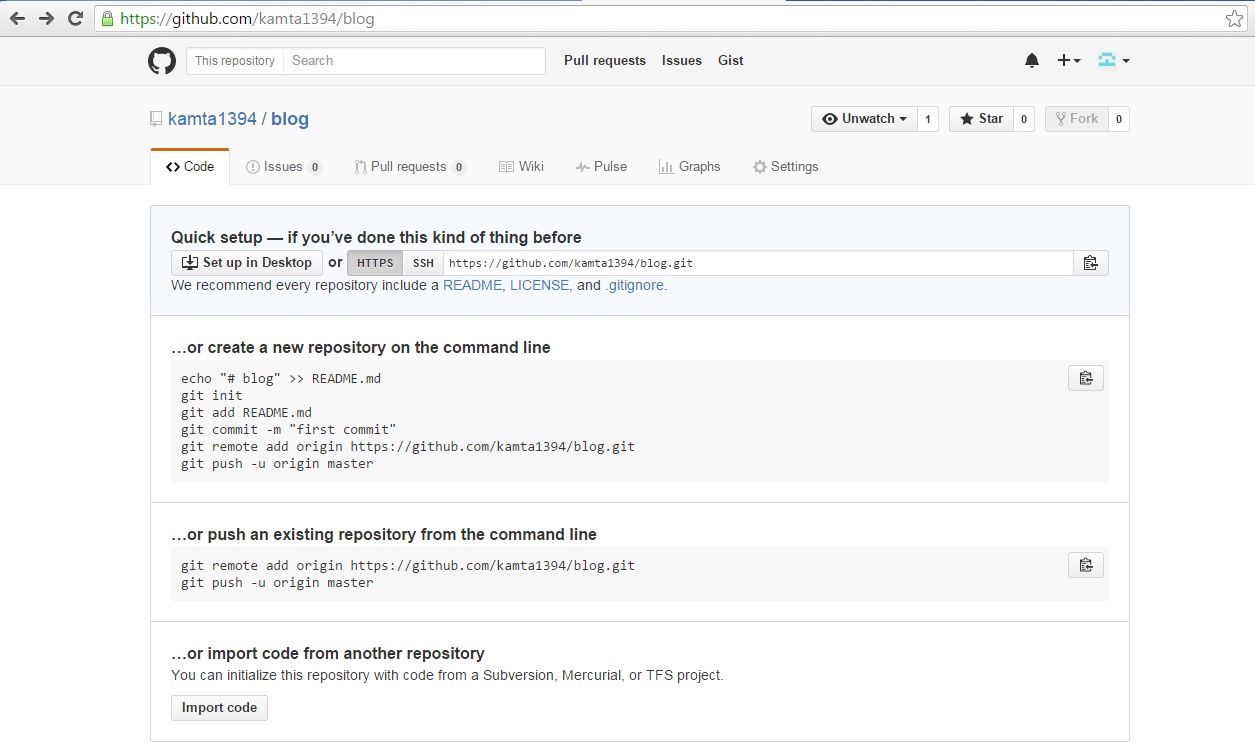 https://github.com/kamta1394/blog
This repository Search Pull requests Issues Gist
kamta1394 / blog Unwatch 1 Star 0 Fork 0
Code Issues 0 Pull requests 0 Wiki Pulse Graphs Settings
Quick setup — if you’ve done this kind of thing before
Set up in Desktop or HTTPS SSH https://github.com/kamta1394/blog.git
We recommend every repository include a README, LICENSE, and .gitignore.
…or create a new repository on the command line
echo "# blog" >> README.md
git init
git add README.md
git commit -m "first commit"
git remote add origin https://github.com/kamta1394/blog.git
git push -u origin master
…or push an existing repository from the command line
git remote add origin https://github.com/kamta1394/blog.git
git push -u origin master
…or import code from another repository
You can initialize this repository with code from a Subversion, Mercurial, or TFS project.
Import code